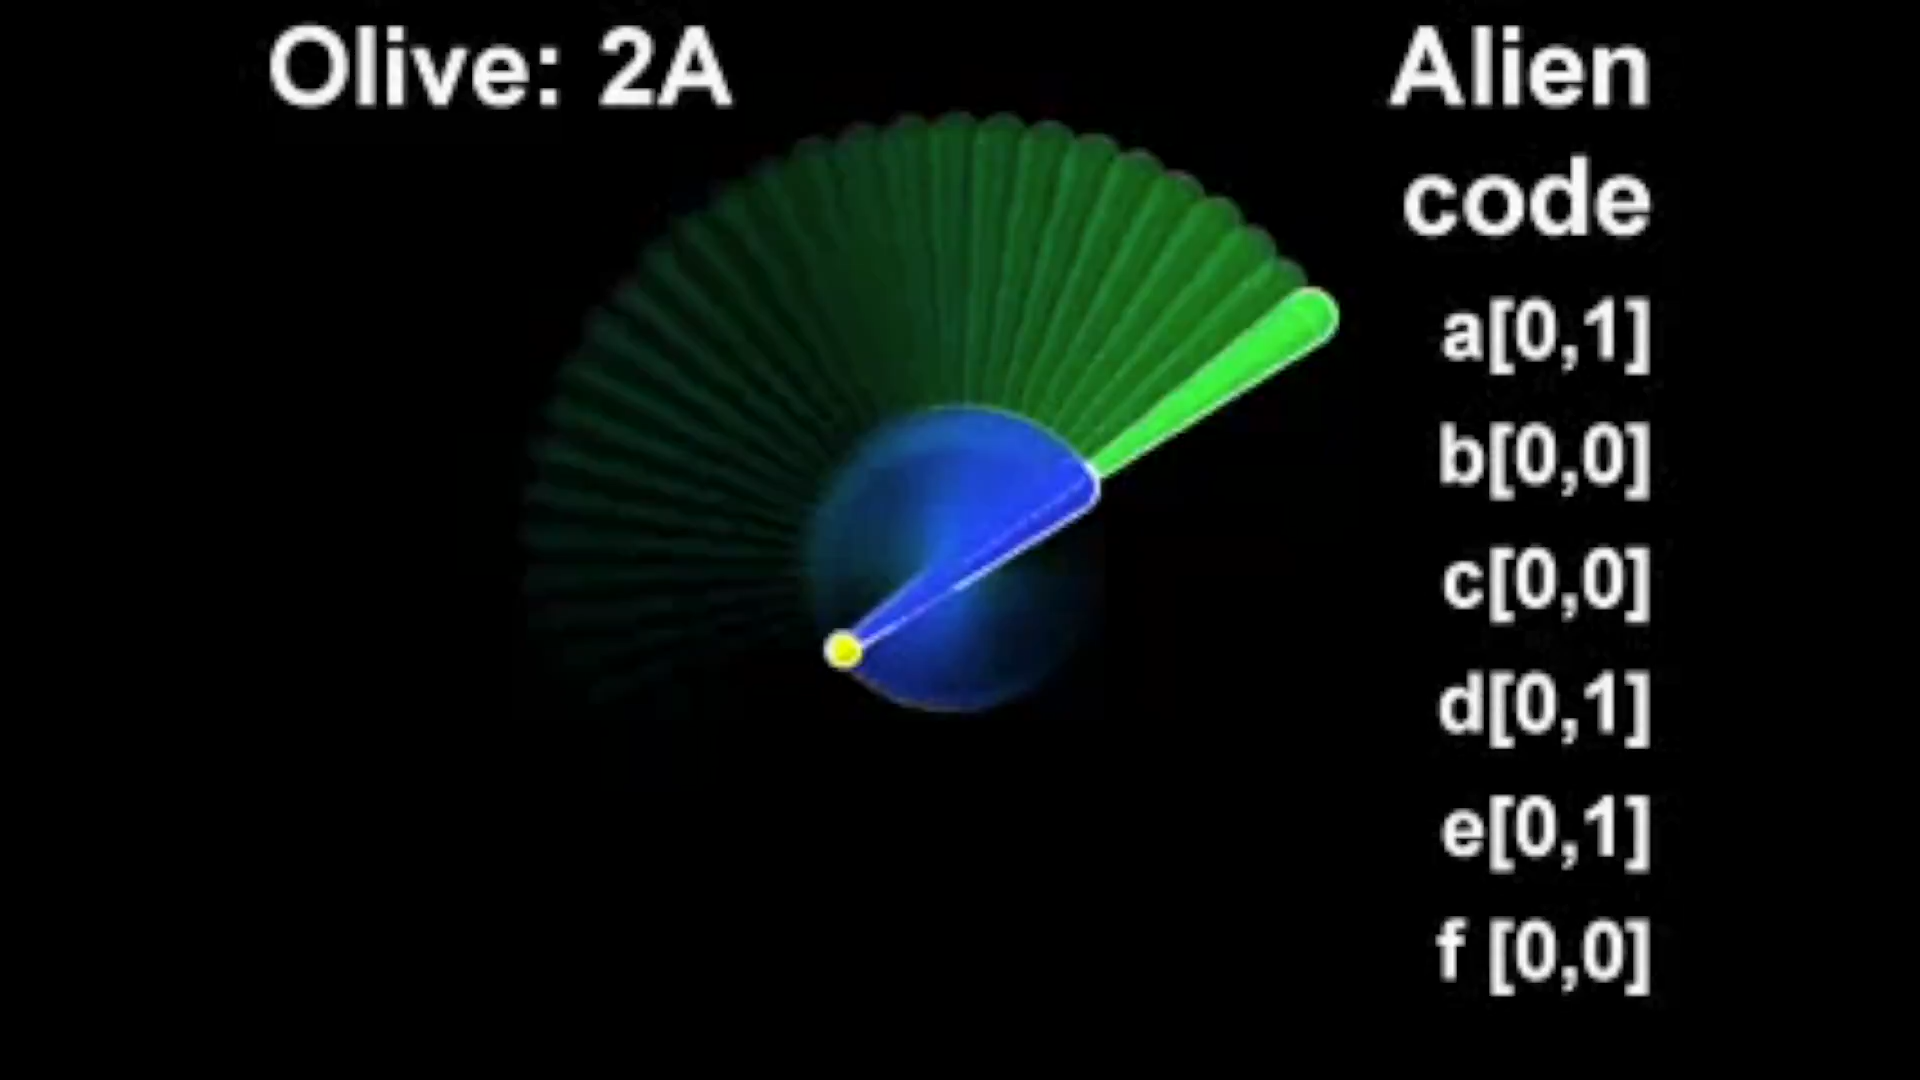 Olive: 2A
Alien
code
a[0,1]
b[0,0]
c[0,0]
d[0,1]
e[0,1]
f [0,0]